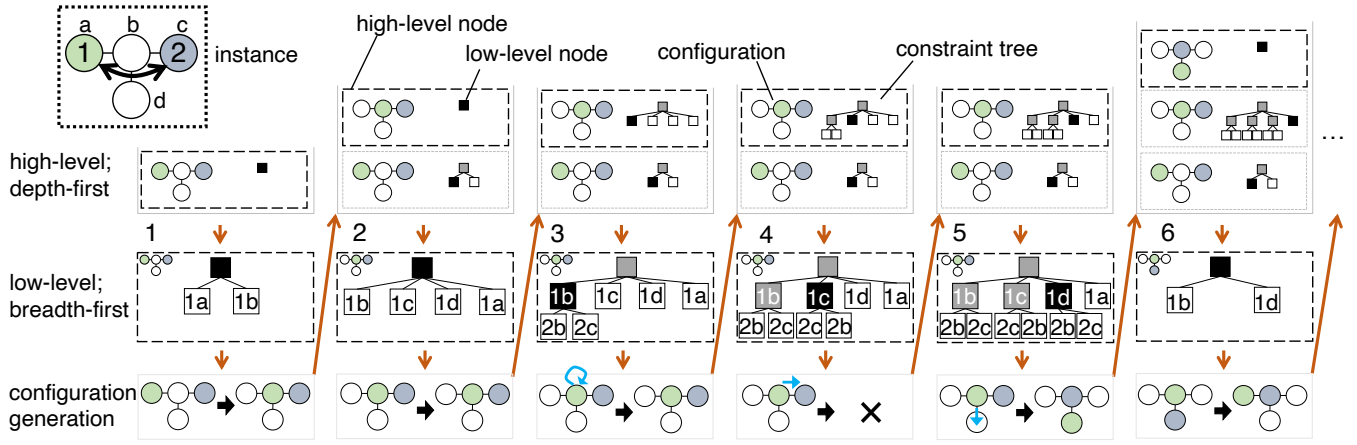 a b c
1 2
instance
d
high-level node
low-level node
configuration
constraint tree
high-level;
depth-first
...
1 2 3 4 5 6
low-level;
breadth-first
1a 1b
1b 1c 1d 1a
1b 1c 1d 1a
2b 2c
1b 1c 1d 1a
2b 2c 2c 2b
1b 1c 1d 1a
2b 2c 2c 2b 2b 2c
1b 1d
configuration
generation